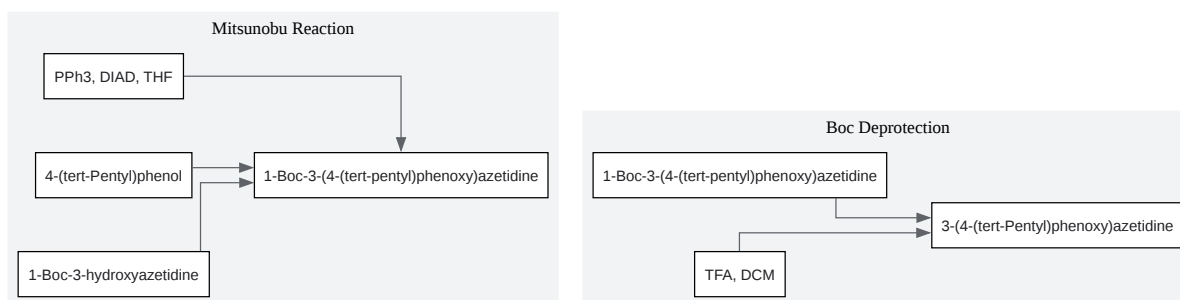 Mitsunobu Reaction
PPh3, DIAD, THF
4-(tert-Pentyl)phenol
1-Boc-3-(4-(tert-pentyl)phenoxy)azetidine
1-Boc-3-hydroxyazetidine
Boc Deprotection
1-Boc-3-(4-(tert-pentyl)phenoxy)azetidine
3-(4-(tert-Pentyl)phenoxy)azetidine
TFA, DCM